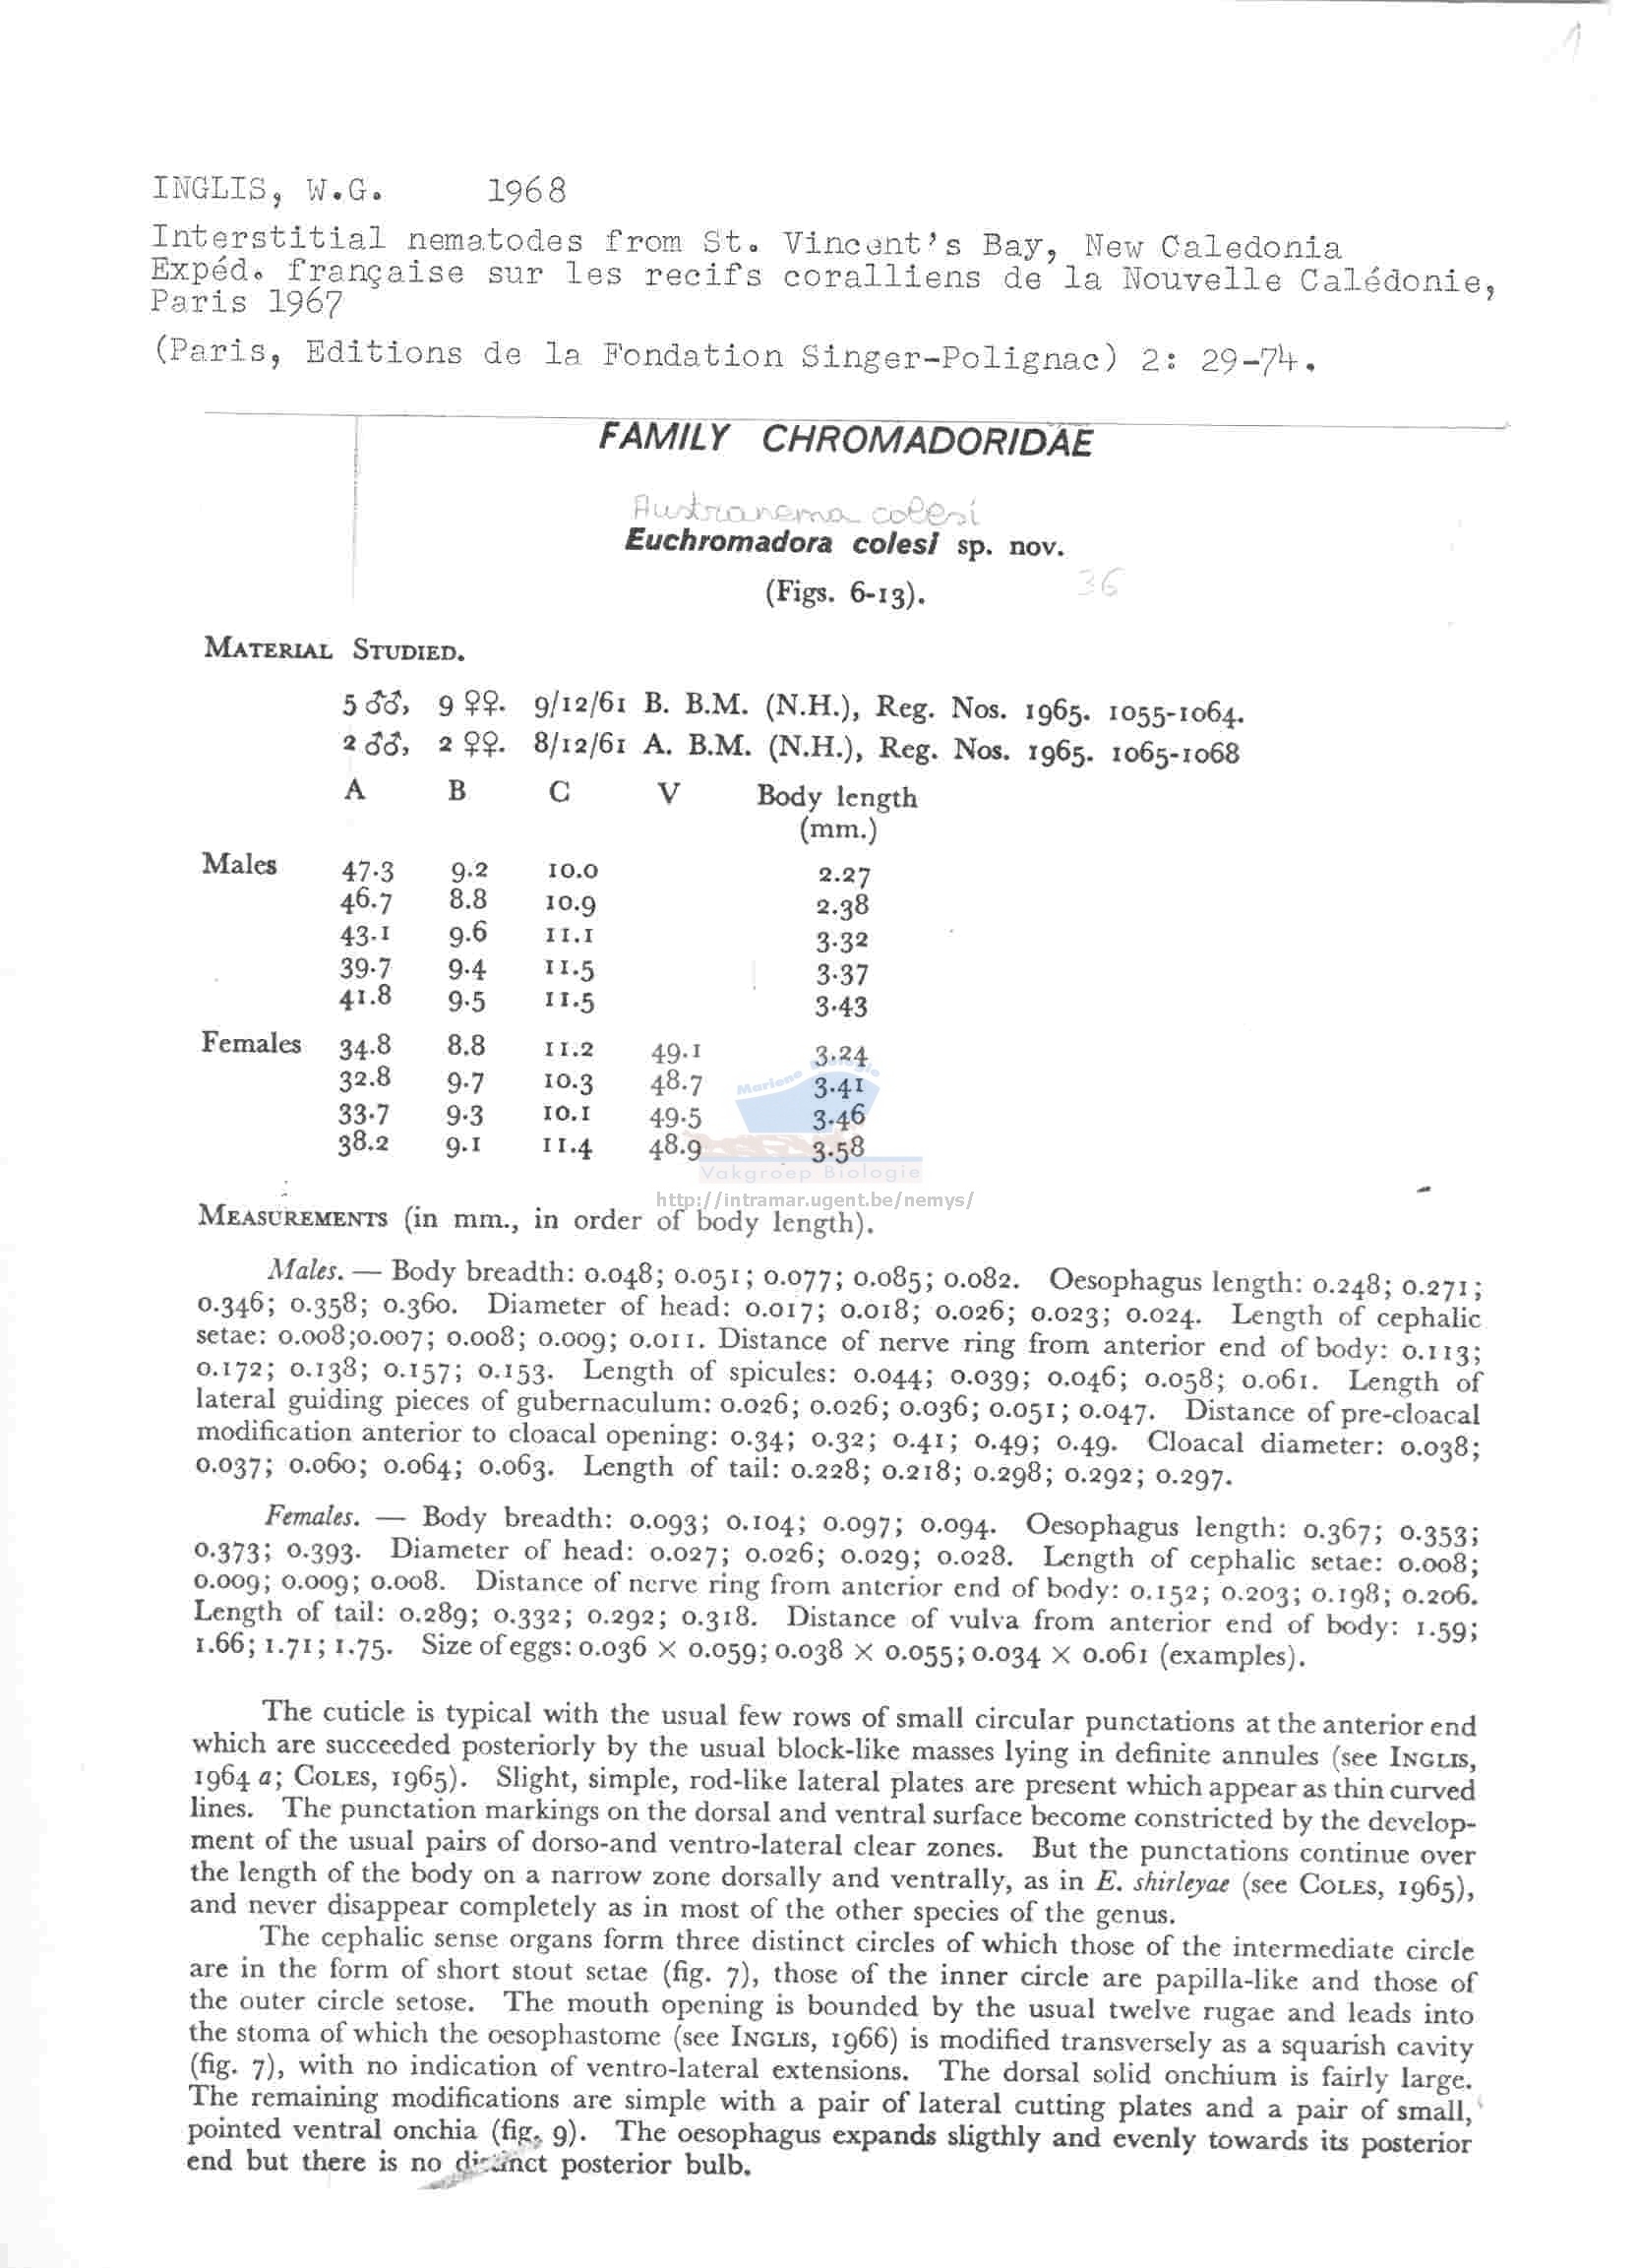 1
INGLIS, W.G. 1968
Interstitial nematodes from St. Vincent's Bay, New Caledonia
Expéd. française sur les recifs coralliens de la Nouvelle Calédonie,
Paris 1967
(Paris, Editions de la Fondation Singer-Polignac) 2: 29-74.
FAMILY CHROMADORIDAE
Austranema colesi
Euchromadora colesi sp. nov.
(Figs. 6-13).
36
MATERIAL STUDIED.
5 ♂♂, 9 ♀♀. 9/12/61 B. B.M. (N.H.), Reg. Nos. 1965. 1055-1064.
2 ♂♂, 2 ♀♀. 8/12/61 A. B.M. (N.H.), Reg. Nos. 1965. 1065-1068
A B C V Body length
(mm.)
Males 47.3 9.2 10.0 2.27
46.7 8.8 10.9 2.38
43.1 9.6 11.1 3.32
39.7 9.4 11.5 3.37
41.8 9.5 11.5 3.43
Females 34.8 8.8 11.2 49.1 3.24
32.8 9.7 10.3 48.7 3.41
33.7 9.3 10.1 49.5 3.46
38.2 9.1 11.4 48.9 3.58
Mariene Biologie
Vakgroep Biologie
http://intramar.ugent.be/nemys/
MEASUREMENTS (in mm., in order of body length).
Males. — Body breadth: 0.048; 0.051; 0.077; 0.085; 0.082. Oesophagus length: 0.248; 0.271;
0.346; 0.358; 0.360. Diameter of head: 0.017; 0.018; 0.026; 0.023; 0.024. Length of cephalic
setae: 0.008;0.007; 0.008; 0.009; 0.011. Distance of nerve ring from anterior end of body: 0.113;
0.172; 0.138; 0.157; 0.153. Length of spicules: 0.044; 0.039; 0.046; 0.058; 0.061. Length of
lateral guiding pieces of gubernaculum: 0.026; 0.026; 0.036; 0.051; 0.047. Distance of pre-cloacal
modification anterior to cloacal opening: 0.34; 0.32; 0.41; 0.49; 0.49. Cloacal diameter: 0.038;
0.037; 0.060; 0.064; 0.063. Length of tail: 0.228; 0.218; 0.298; 0.292; 0.297.
Females. — Body breadth: 0.093; 0.104; 0.097; 0.094. Oesophagus length: 0.367; 0.353;
0.373; 0.393. Diameter of head: 0.027; 0.026; 0.029; 0.028. Length of cephalic setae: 0.008;
0.009; 0.009; 0.008. Distance of nerve ring from anterior end of body: 0.152; 0.203; 0.198; 0.206.
Length of tail: 0.289; 0.332; 0.292; 0.318. Distance of vulva from anterior end of body: 1.59;
1.66; 1.71; 1.75. Size of eggs: 0.036 × 0.059; 0.038 × 0.055; 0.034 × 0.061 (examples).
The cuticle is typical with the usual few rows of small circular punctations at the anterior end
which are succeeded posteriorly by the usual block-like masses lying in definite annules (see INGLIS,
1964 a; COLES, 1965). Slight, simple, rod-like lateral plates are present which appear as thin curved
lines. The punctation markings on the dorsal and ventral surface become constricted by the develop-
ment of the usual pairs of dorso-and ventro-lateral clear zones. But the punctations continue over
the length of the body on a narrow zone dorsally and ventrally, as in E. shirleyae (see COLES, 1965),
and never disappear completely as in most of the other species of the genus.
The cephalic sense organs form three distinct circles of which those of the intermediate circle
are in the form of short stout setae (fig. 7), those of the inner circle are papilla-like and those of
the outer circle setose. The mouth opening is bounded by the usual twelve rugae and leads into
the stoma of which the oesophastome (see INGLIS, 1966) is modified transversely as a squarish cavity
(fig. 7), with no indication of ventro-lateral extensions. The dorsal solid onchium is fairly large.
The remaining modifications are simple with a pair of lateral cutting plates and a pair of small,
pointed ventral onchia (fig. 9). The oesophagus expands sligthly and evenly towards its posterior
end but there is no distinct posterior bulb.